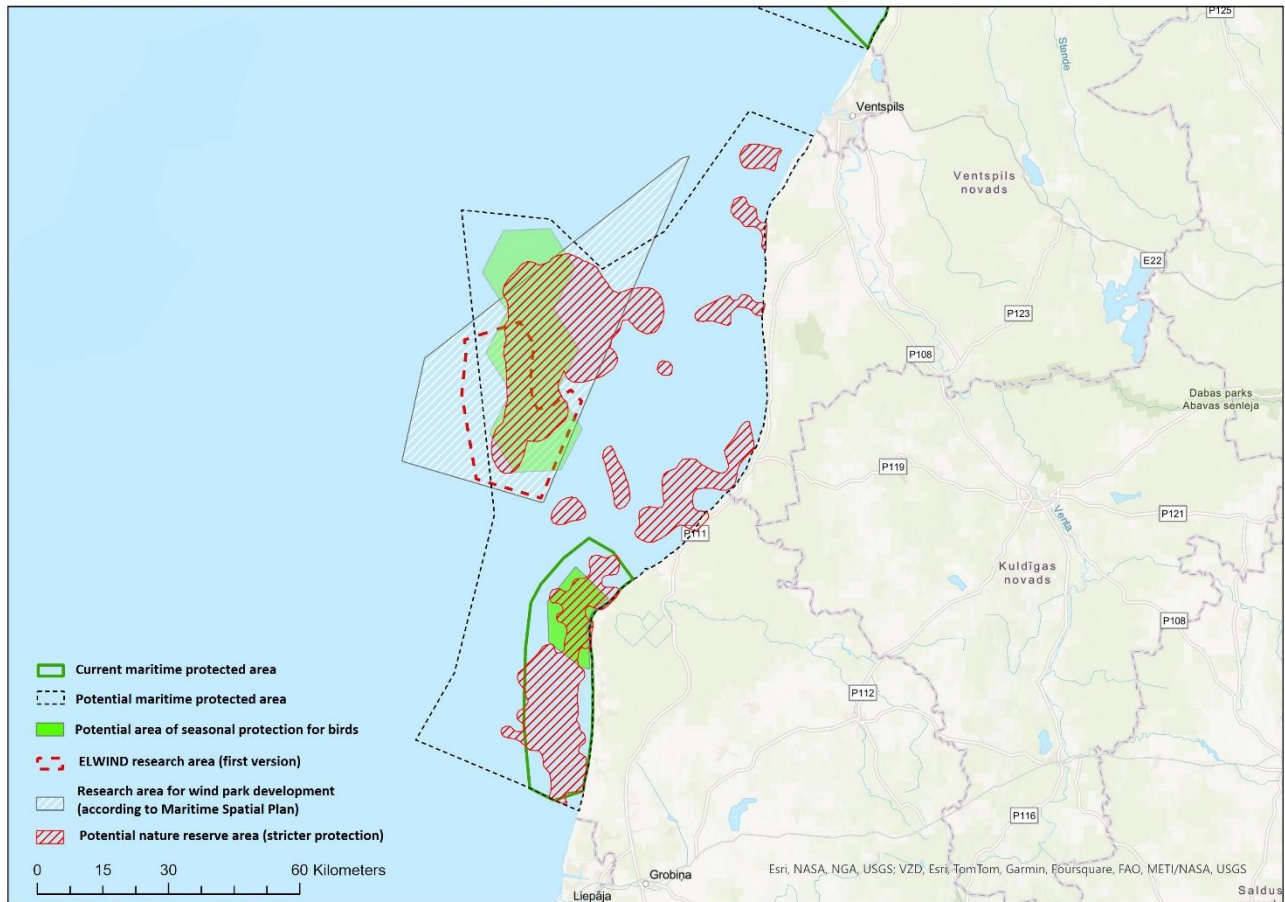 P125
Stende
Ventspils
Ventspils
novads
E22
P123
P108
Dabas parks
Abavas senleja
P119
Venta
P121
P111
Kuldīgas
novads
P108
P112
P116
Current maritime protected area
Potential maritime protected area
Potential area of seasonal protection for birds
ELWIND research area (first version)
Research area for wind park development
(according to Maritime Spatial Plan)
Potential nature reserve area (stricter protection)
0 15 30 60 Kilometers
Esri, NASA, NGA, USGS; VZD, Esri, TomTom, Garmin, Foursquare, FAO, METI/NASA, USGS
Grobiņa
Liepāja
Saldus